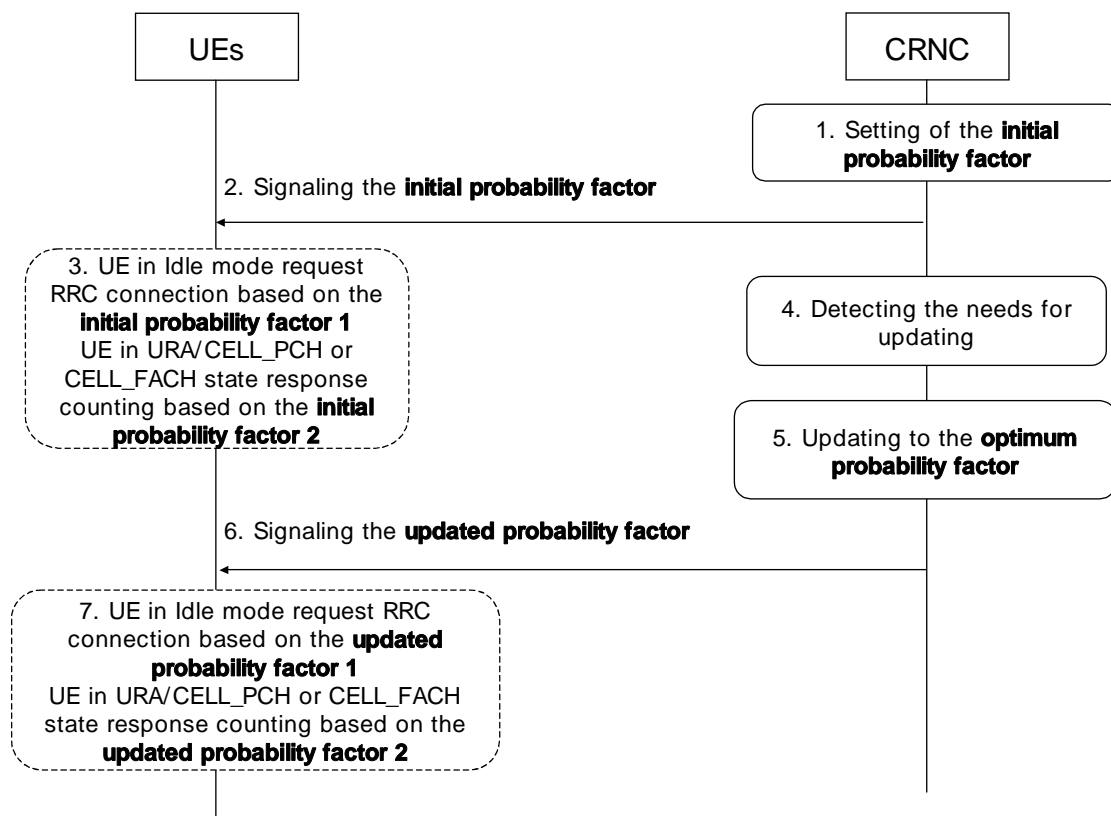 UEs
CRNC
1. Setting of the initial
probability factor
2. Signaling the initial probability factor
3. UE in Idle mode request
RRC connection based on the
initial probability factor 1
UE in URA/CELL_PCH or
CELL_FACH state response
counting based on the initial
probability factor 2
4. Detecting the needs for
updating
5. Updating to the optimum
probability factor
6. Signaling the updated probability factor
7. UE in Idle mode request RRC
connection based on the updated
probability factor 1
UE in URA/CELL_PCH or CELL_FACH
state response counting based on the
updated probability factor 2